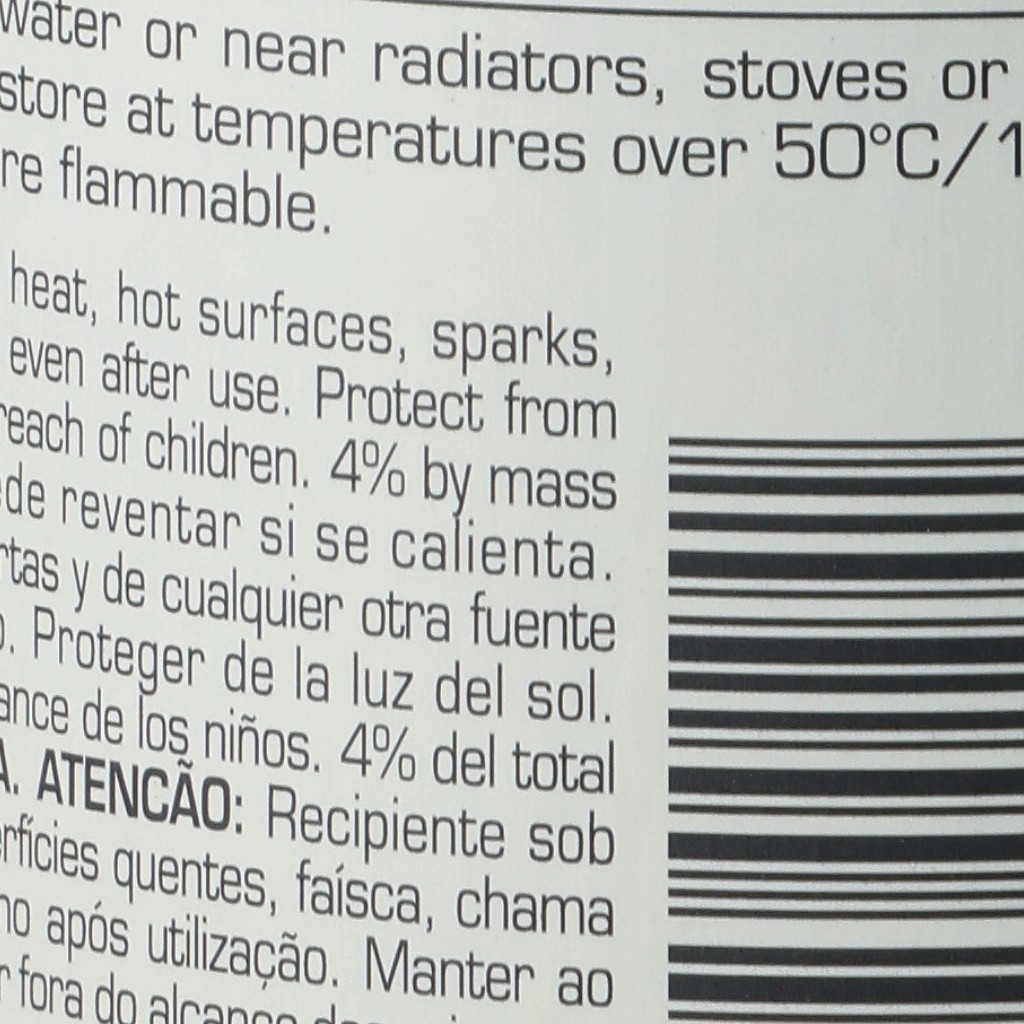 water or near radiators, stoves or
store at temperatures over 50°C/1
re flammable.
heat, hot surfaces, sparks,
even after use. Protect from
reach of children. 4% by mass
de reventar si se calienta.
rtas y de cualquier otra fuente
o. Proteger de la luz del sol.
ance de los niños. 4% del total
A. ATENCÃO: Recipiente sob
erfícies quentes, faísca, chama
no após utilização. Manter ao
r fora do alcance